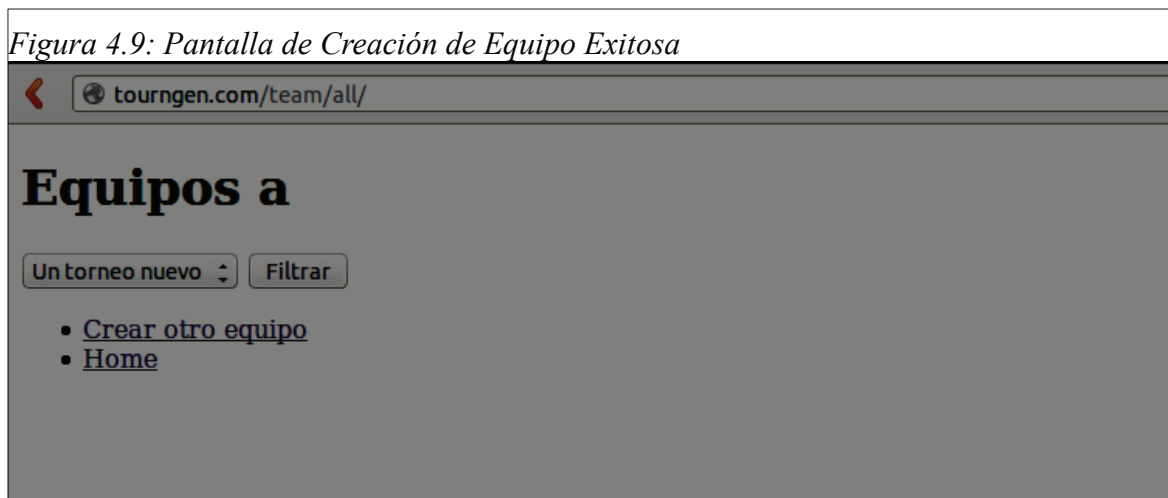 Figura 4.9: Pantalla de Creación de Equipo Exitosa
tourngen.com/team/all/
Equipos a
Un torneo nuevo Filtrar
Crear otro equipo
Home